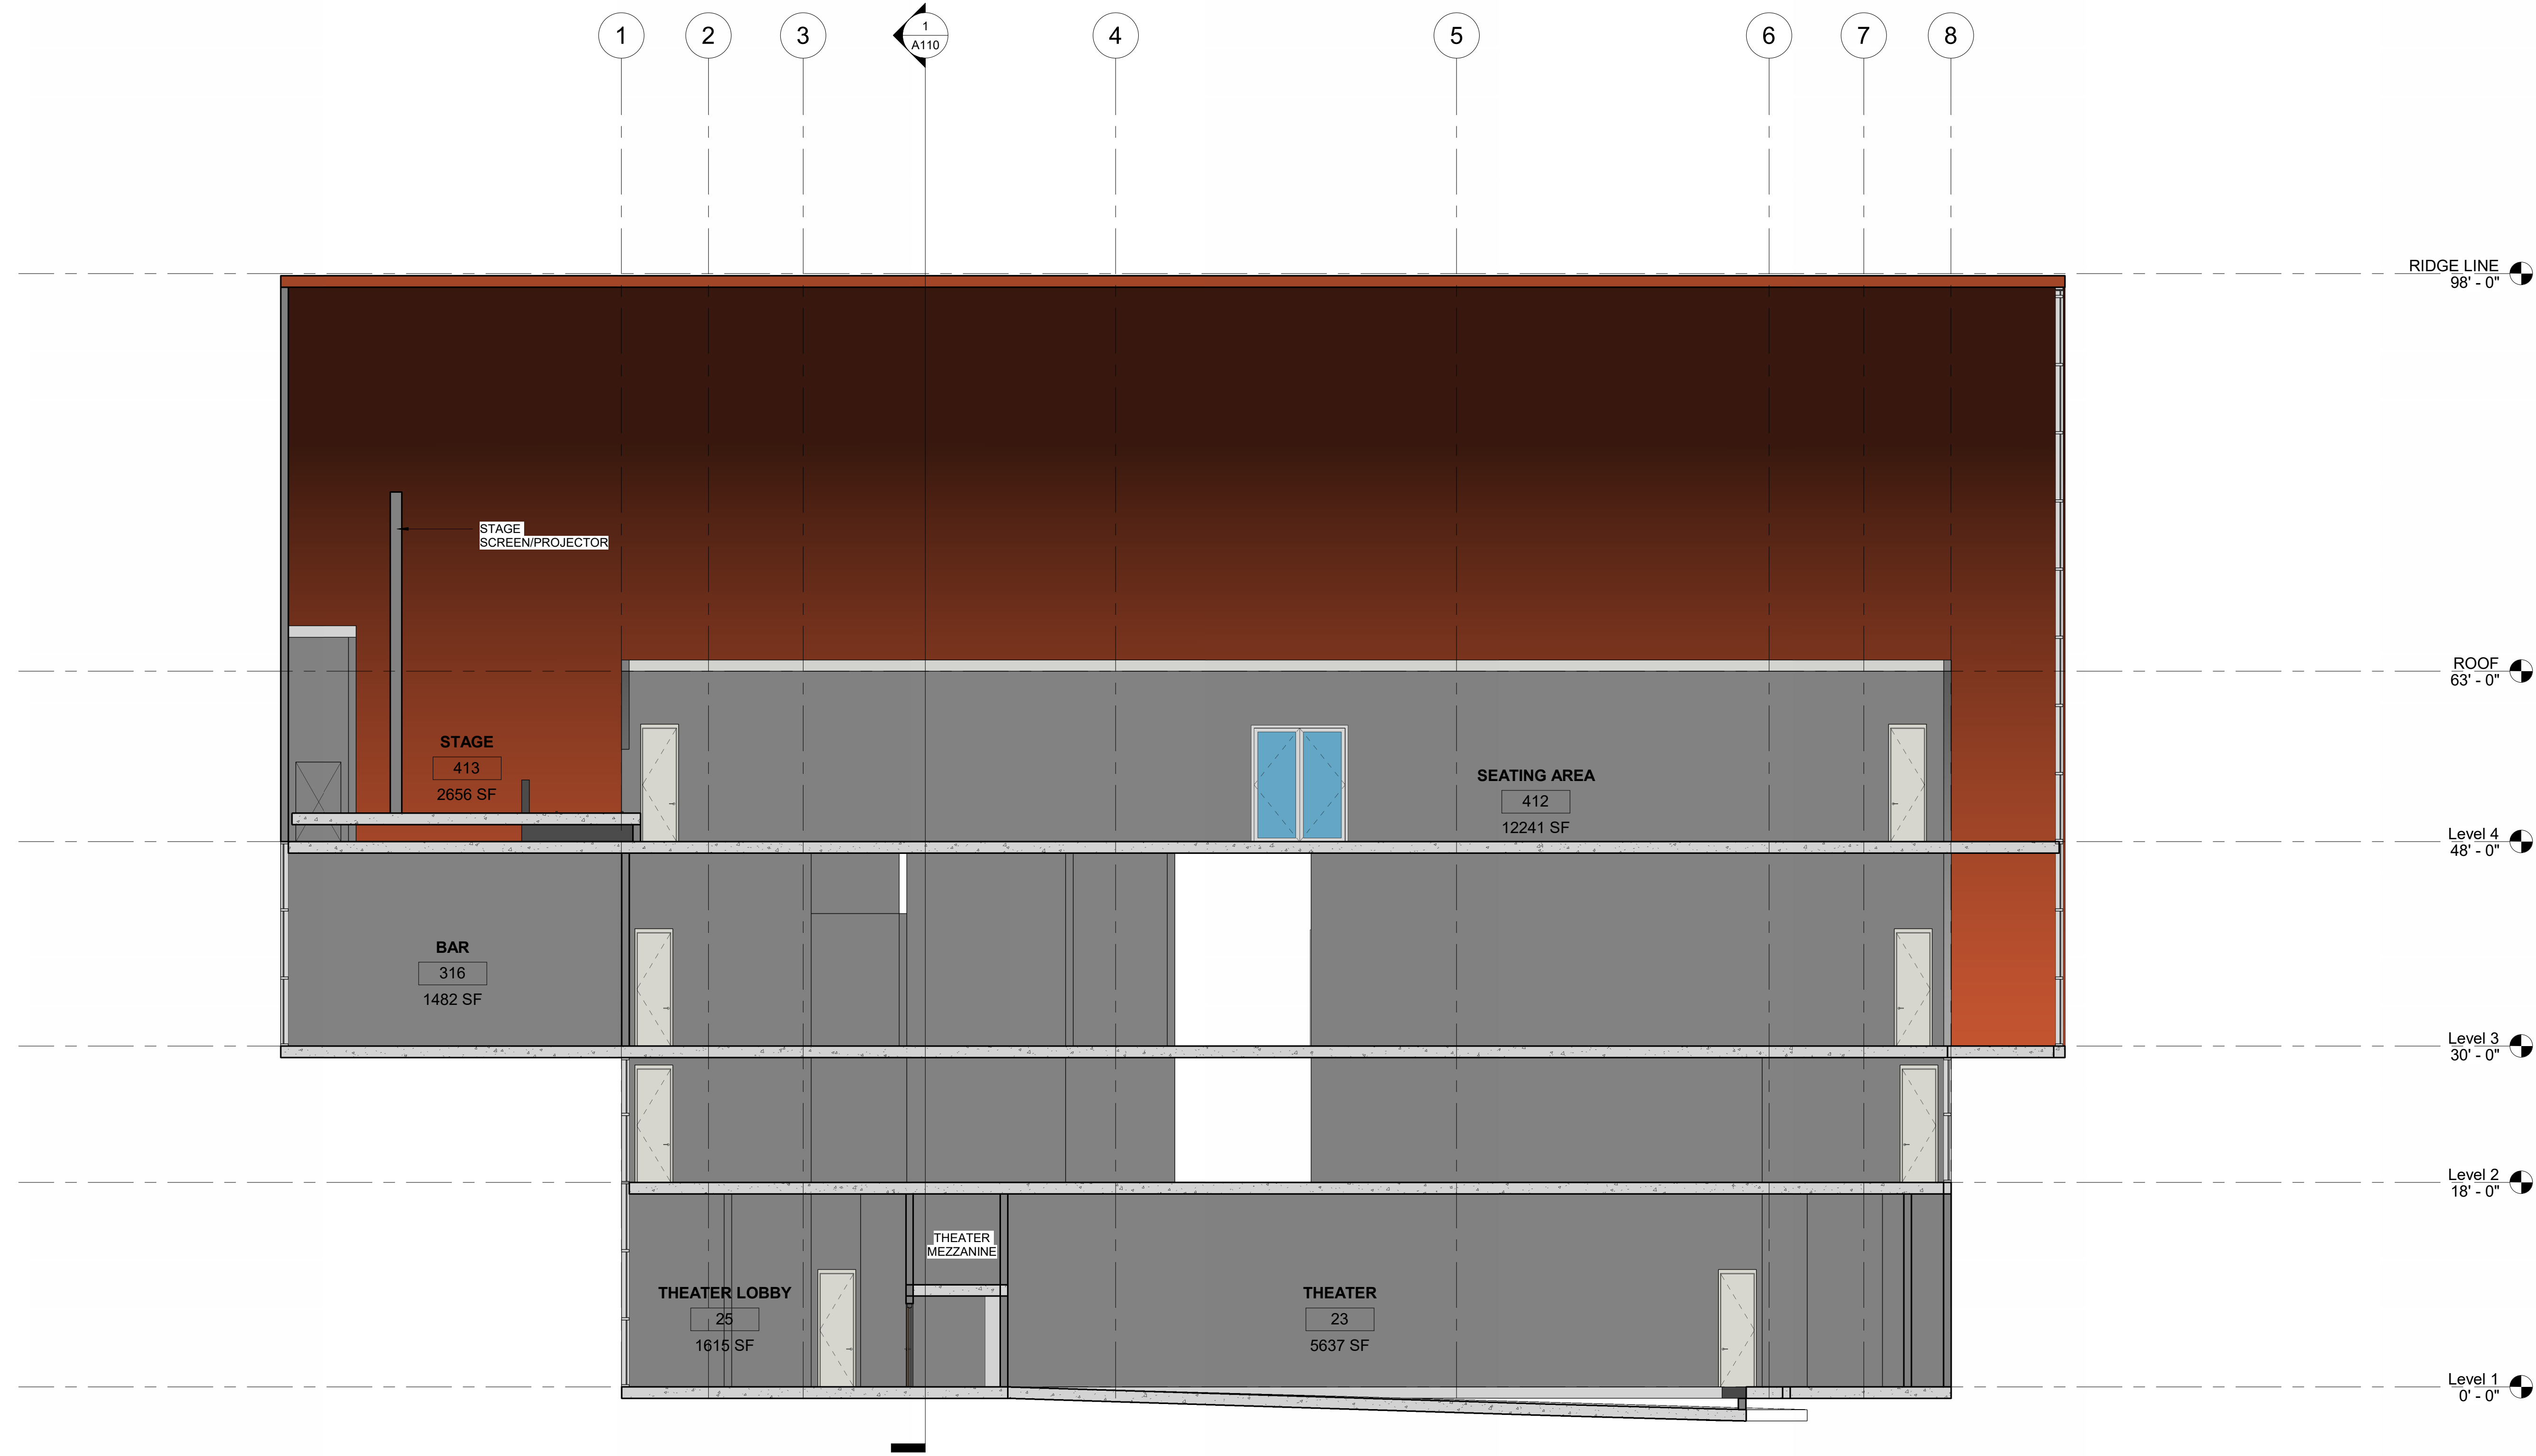 1
2
3
1
A110
4
5
6
7
8
RIDGE LINE
98' - 0"
STAGE
SCREEN/PROJECTOR
ROOF
63' - 0"
STAGE
413
2656 SF
SEATING AREA
412
12241 SF
Level 4
48' - 0"
BAR
316
1482 SF
Level 3
30' - 0"
Level 2
18' - 0"
THEATER
MEZZANINE
THEATER LOBBY
25
1615 SF
THEATER
23
5637 SF
Level 1
0' - 0"